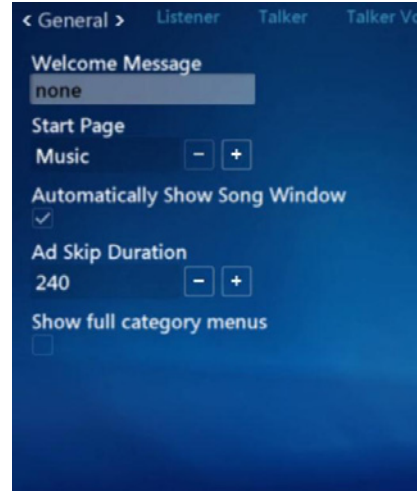 < General > Listener Talker Talker Vo
Welcome Message
none
Start Page
Music - +
Automatically Show Song Window
Ad Skip Duration
240 - +
Show full category menus